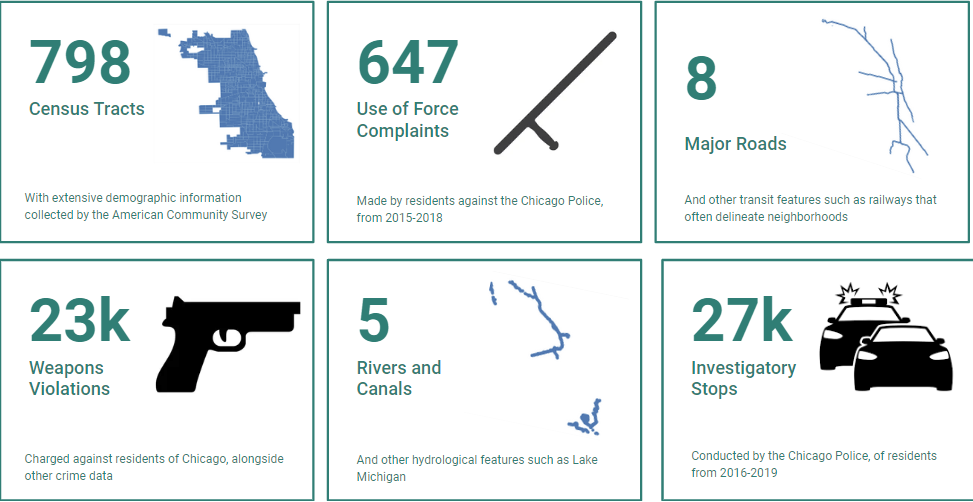 798
Census Tracts
With extensive demographic information
collected by the American Community Survey
647
Use of Force
Complaints
Made by residents against the Chicago Police,
from 2015-2018
8
Major Roads
And other transit features such as railways that
often delineate neighborhoods
23k
Weapons
Violations
Charged against residents of Chicago, alongside
other crime data
5
Rivers and
Canals
And other hydrological features such as Lake
Michigan
27k
Investigatory
Stops
Conducted by the Chicago Police, of residents
from 2016-2019